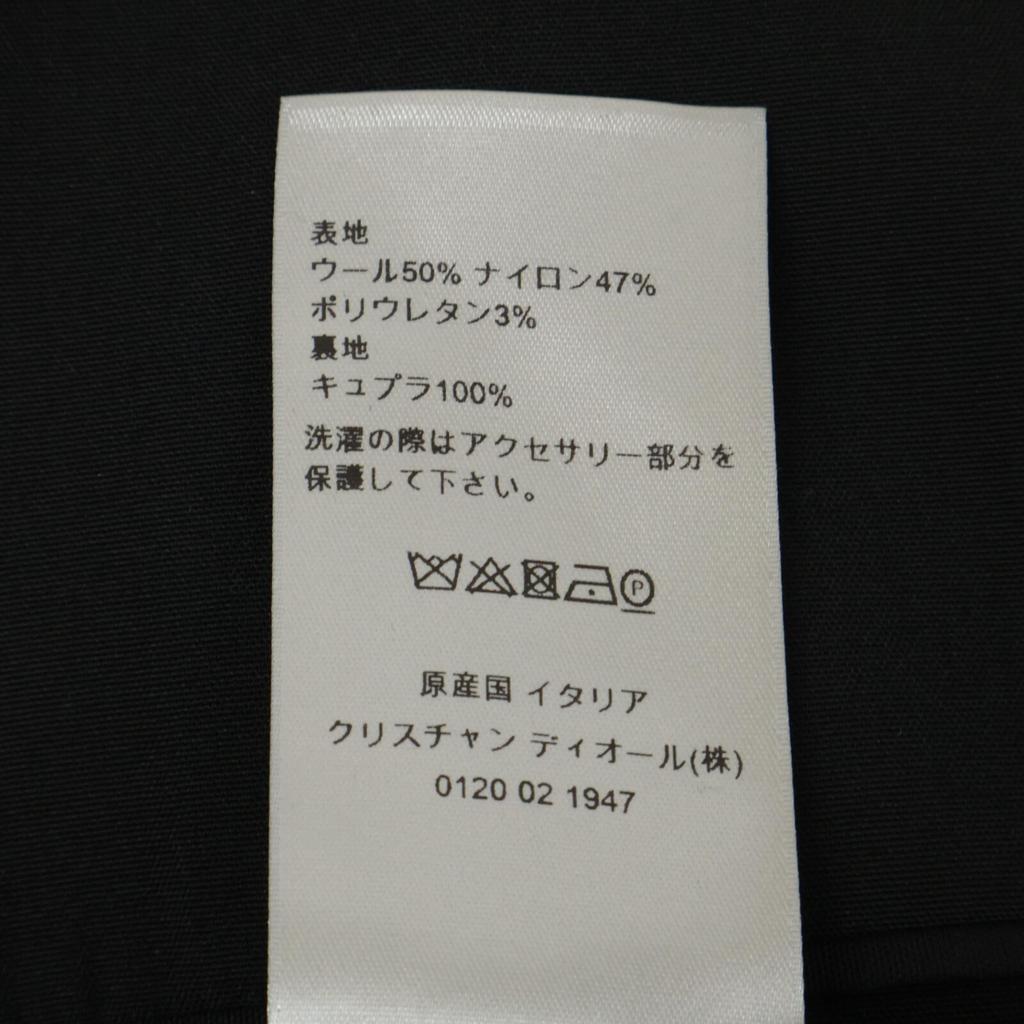 表地
ウール50% ナイロン47%
ポリウレタン3%
裏地
キュプラ100%
洗濯の際はアクセサリー部分を
保護して下さい。
P
原産国 イタリア
クリスチャン ディオール(株)
0120 02 1947